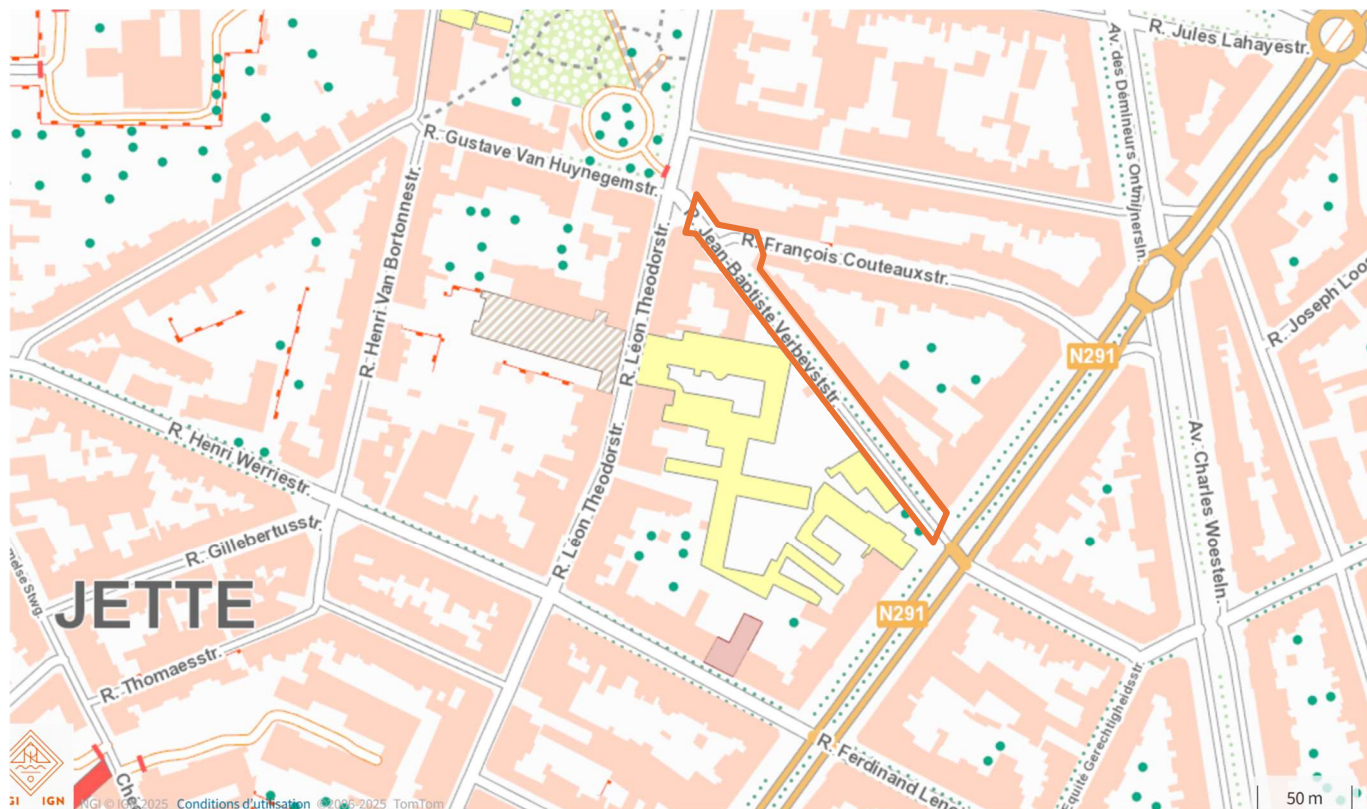 R. Jules Lahayestr.
Av. des Démineurs Ontmijnersln.
R. Gustave Van Huynegemstr.
R. Jean-Baptiste Verbeyststr.
R. François Couteauxstr.
R. Henri Van Bortonnestr.
R. Léon Theodorstr.
R. Joseph Loo
N291
R. Léon Theodorstr.
Av. Charles Woesteln.
R. Henri Werriestr.
R. Gillebertusstr.
JETTE
N291
R. Thomaesstr.
R. Ferdinand Len
Equité Gerechtigheidsstr.
Che
GI IGN
NGI © IGN 2025 Conditions d'utilisation © 2006-2025 TomTom
50 m